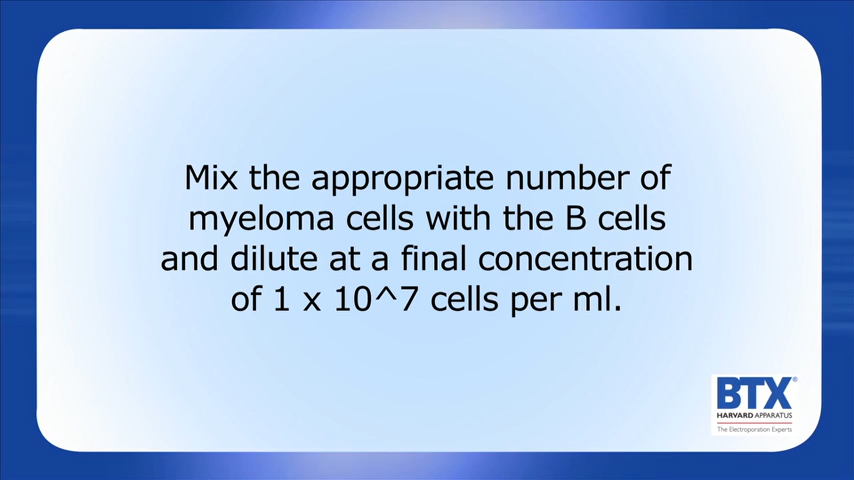 Mix the appropriate number of
myeloma cells with the B cells
and dilute at a final concentration
of 1 x 10^7 cells per ml.
BTX®
HARVARD APPARATUS
The Electroporation Experts